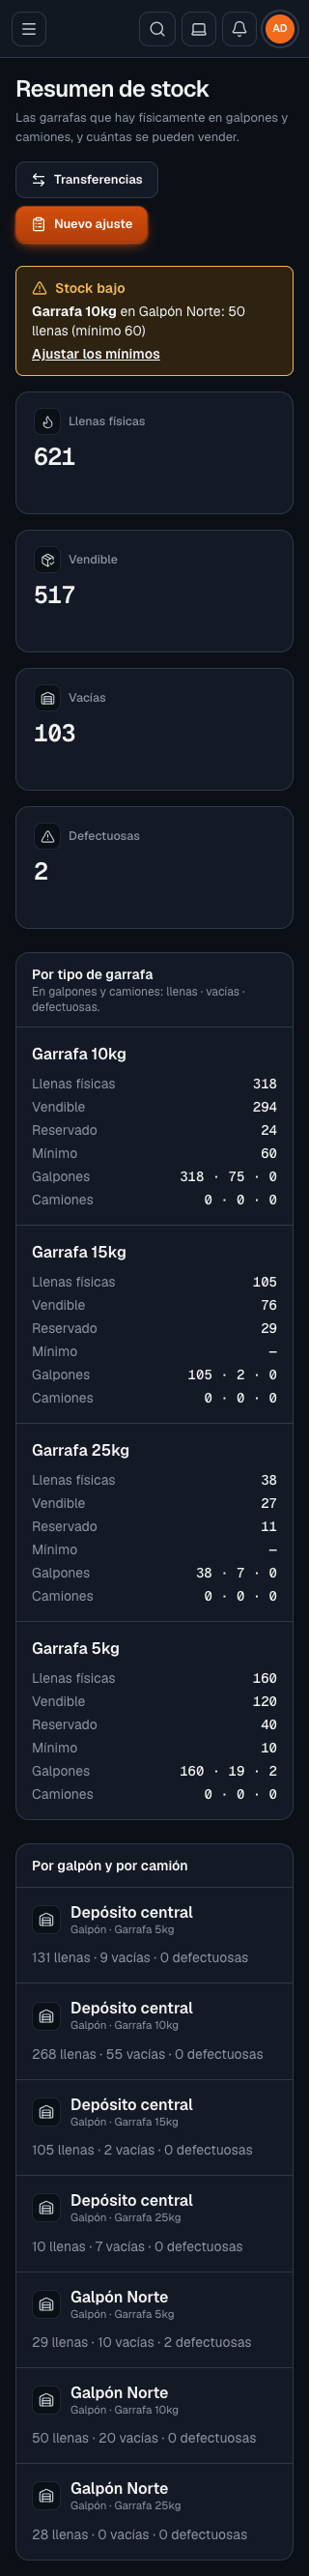 AD
Resumen de stock
Las garrafas que hay físicamente en galpones y
camiones, y cuántas se pueden vender.
Transferencias
Nuevo ajuste
Stock bajo
Garrafa 10kg en Galpón Norte: 50
llenas (mínimo 60)
Ajustar los mínimos
Llenas físicas
621
Vendible
517
Vacías
103
Defectuosas
2
Por tipo de garrafa
En galpones y camiones: llenas · vacías ·
defectuosas.
Garrafa 10kg
Llenas físicas 318
Vendible 294
Reservado 24
Mínimo 60
Galpones 318 · 75 · 0
Camiones 0 · 0 · 0
Garrafa 15kg
Llenas físicas 105
Vendible 76
Reservado 29
Mínimo —
Galpones 105 · 2 · 0
Camiones 0 · 0 · 0
Garrafa 25kg
Llenas físicas 38
Vendible 27
Reservado 11
Mínimo —
Galpones 38 · 7 · 0
Camiones 0 · 0 · 0
Garrafa 5kg
Llenas físicas 160
Vendible 120
Reservado 40
Mínimo 10
Galpones 160 · 19 · 2
Camiones 0 · 0 · 0
Por galpón y por camión
Depósito central
Galpón · Garrafa 5kg
131 llenas · 9 vacías · 0 defectuosas
Depósito central
Galpón · Garrafa 10kg
268 llenas · 55 vacías · 0 defectuosas
Depósito central
Galpón · Garrafa 15kg
105 llenas · 2 vacías · 0 defectuosas
Depósito central
Galpón · Garrafa 25kg
10 llenas · 7 vacías · 0 defectuosas
Galpón Norte
Galpón · Garrafa 5kg
29 llenas · 10 vacías · 2 defectuosas
Galpón Norte
Galpón · Garrafa 10kg
50 llenas · 20 vacías · 0 defectuosas
Galpón Norte
Galpón · Garrafa 25kg
28 llenas · 0 vacías · 0 defectuosas